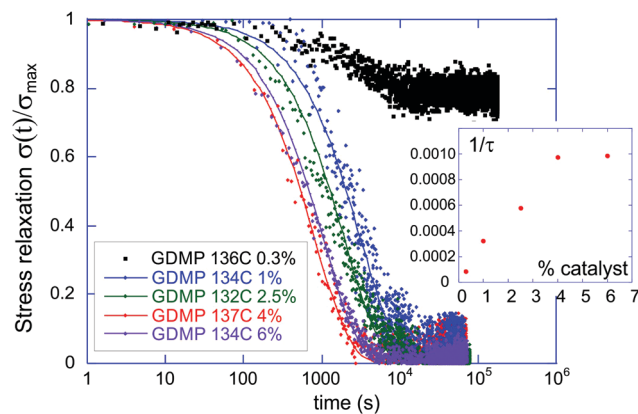 Stress relaxation σ(t)/σmax
1
0.8
0.6
0.4
0.2
0
1
10
100
1000
10⁴
10⁵
10⁶
time (s)
GDMP 136C 0.3%
GDMP 134C 1%
GDMP 132C 2.5%
GDMP 137C 4%
GDMP 134C 6%
1/τ
0.0010
0.0008
0.0006
0.0004
0.0002
0
% catalyst
0 1 2 3 4 5 6 7